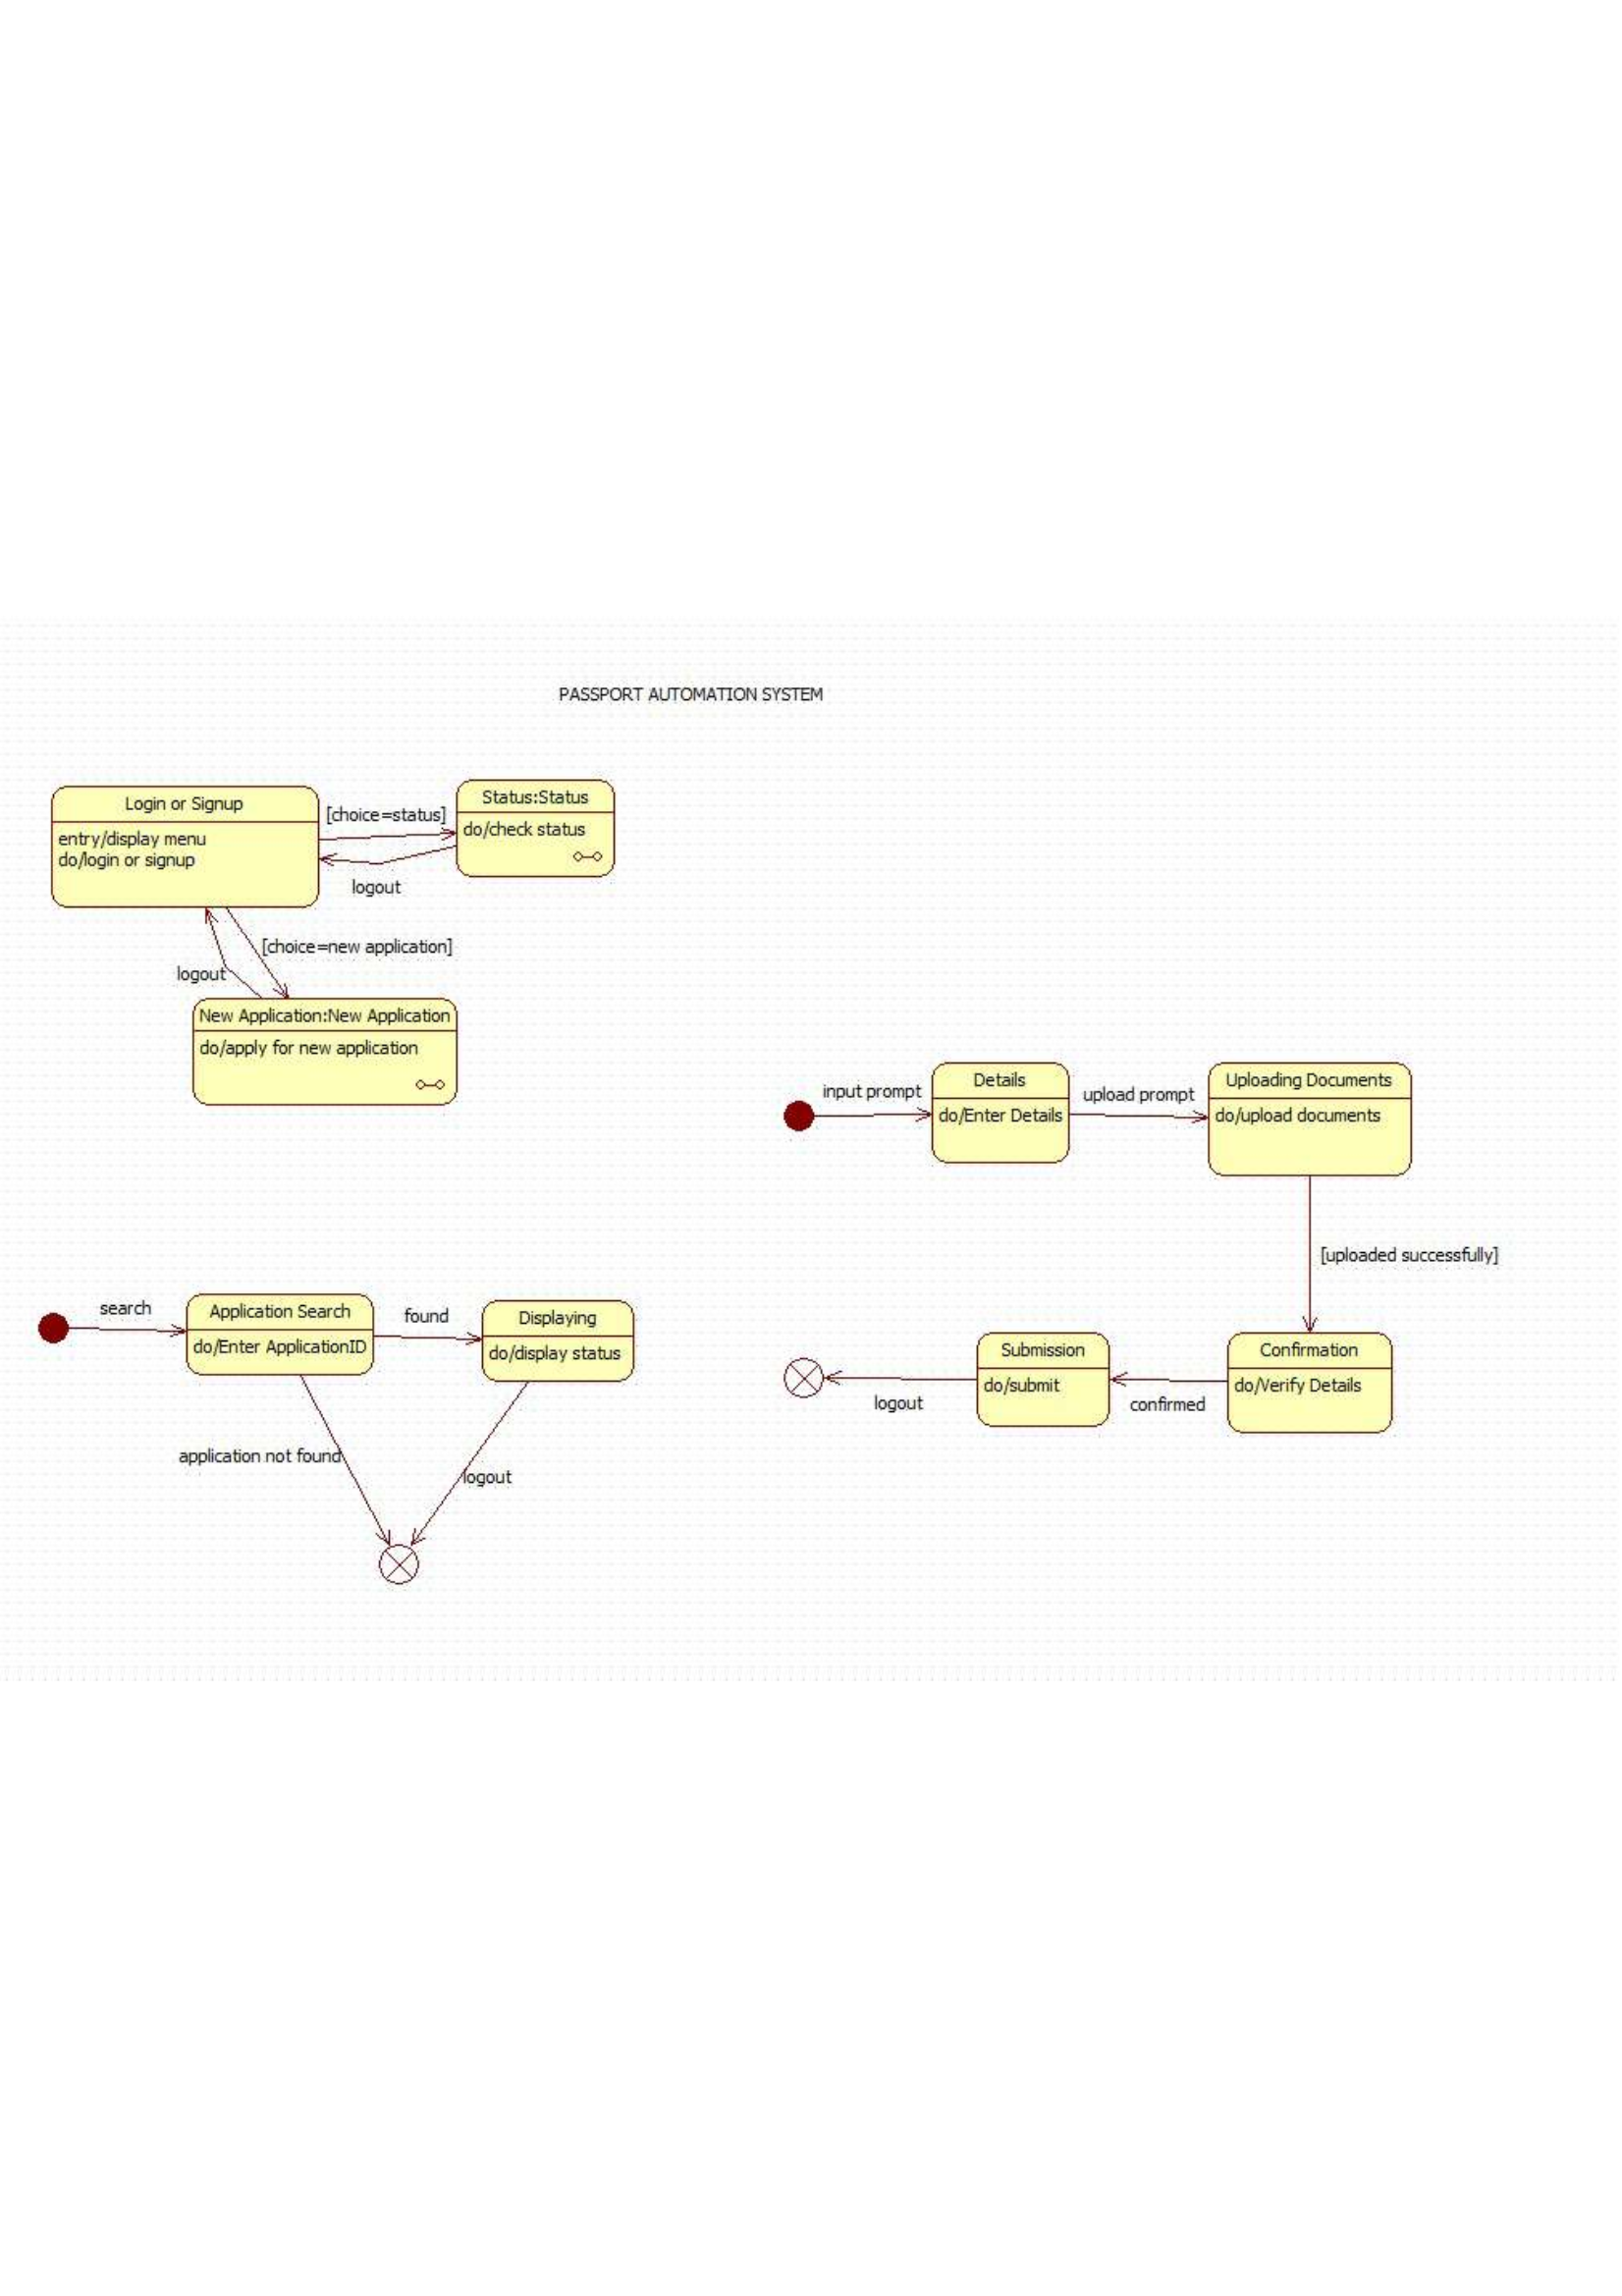 PASSPORT AUTOMATION SYSTEM
Login or Signup
entry/display menu
do/login or signup
[choice=status]
logout
Status:Status
do/check status
[choice=new application]
logout
New Application:New Application
do/apply for new application
input prompt
Details
do/Enter Details
upload prompt
Uploading Documents
do/upload documents
[uploaded successfully]
Confirmation
do/Verify Details
confirmed
Submission
do/submit
logout
search
Application Search
do/Enter ApplicationID
found
Displaying
do/display status
application not found
logout